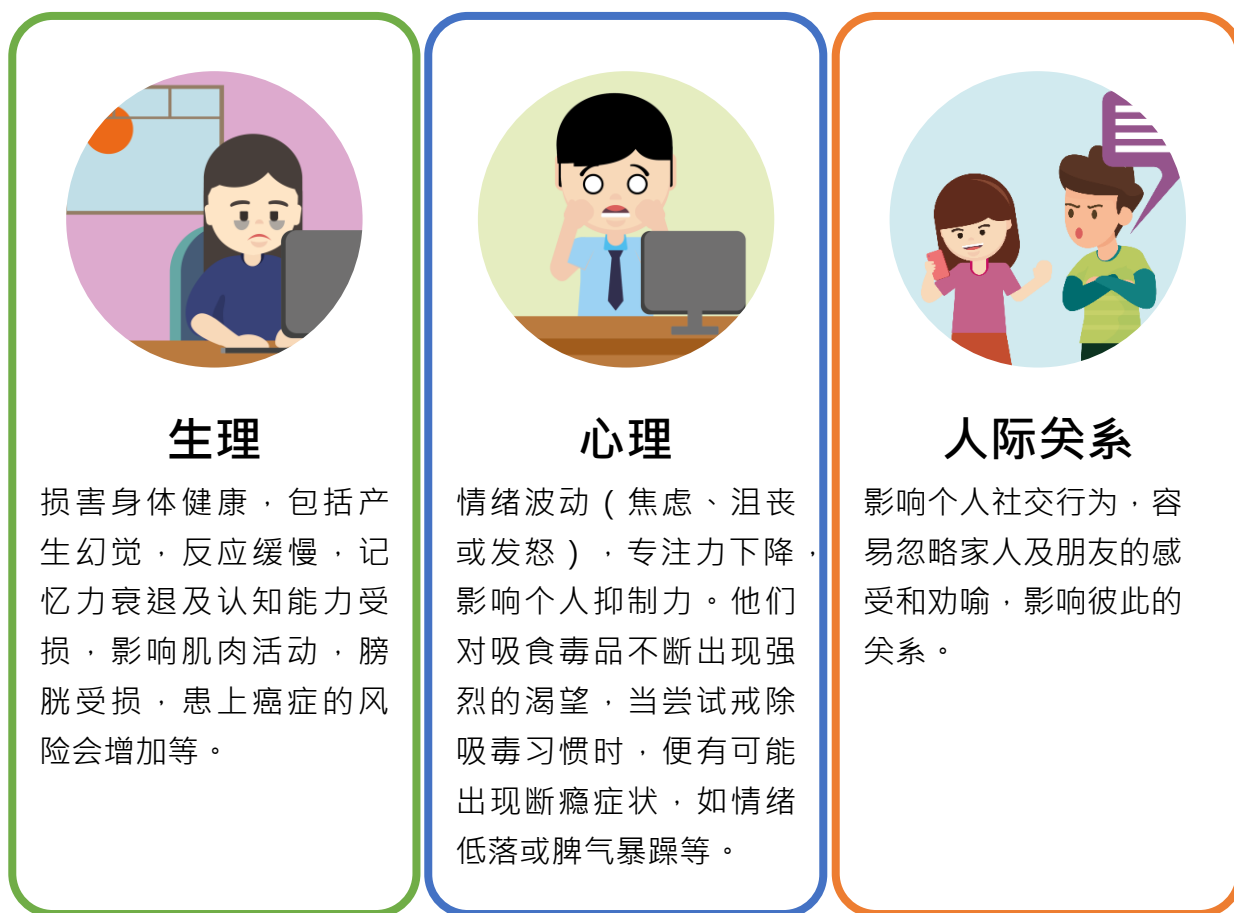 生理
损害身体健康，包括产
生幻觉，反应缓慢，记
忆力衰退及认知能力受
损，影响肌肉活动，膀
胱受损，患上癌症的风
险会增加等。
心理
情绪波动（焦虑、沮丧
或发怒），专注力下降，
影响个人抑制力。他们
对吸食毒品不断出现强
烈的渴望，当尝试戒除
吸毒习惯时，便有可能
出现断瘾症状，如情绪
低落或脾气暴躁等。
人际关系
影响个人社交行为，容
易忽略家人及朋友的感
受和劝喻，影响彼此的
关系。